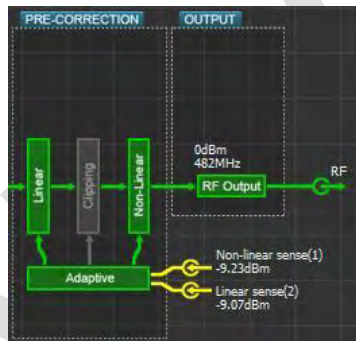 PRE-CORRECTION
OUTPUT
0dBm
482MHz
RF
Linear
Clipping
Non-Linear
RF Output
Non-linear sense(1)
-9.23dBm
Adaptive
Linear sense(2)
-9.07dBm